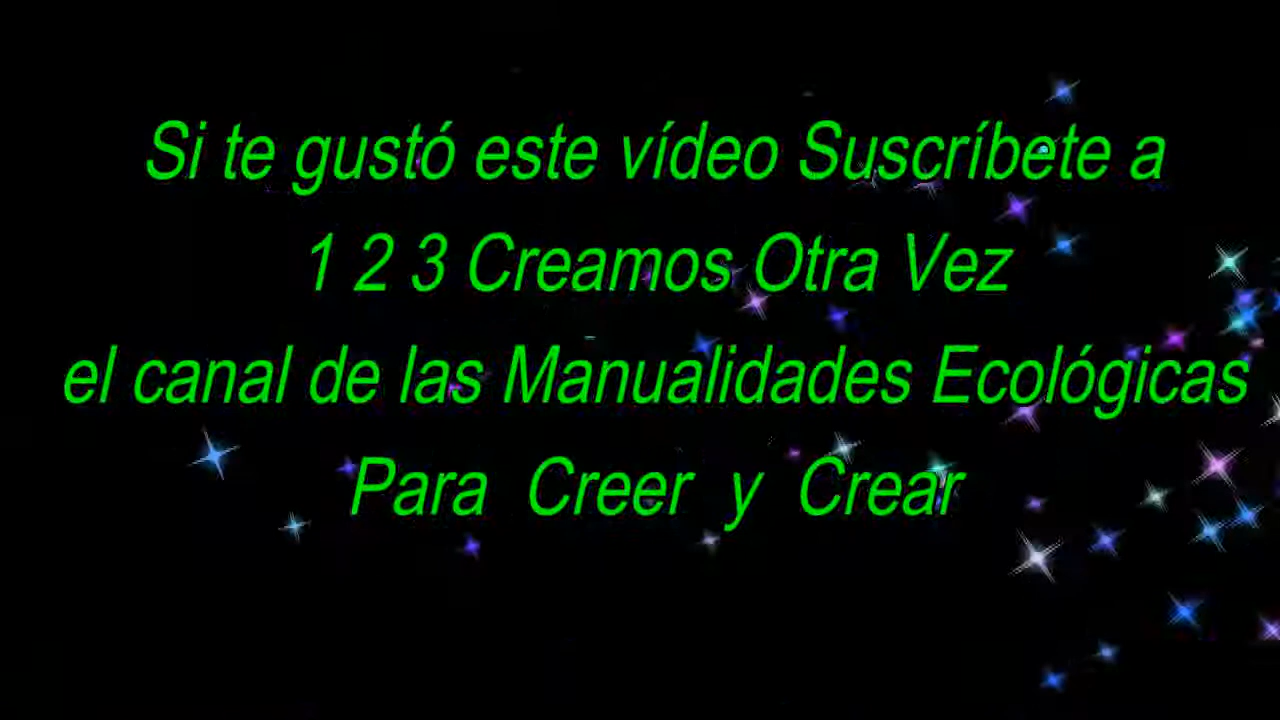 Si te gustó este vídeo Suscríbete a
1 2 3 Creamos Otra Vez
el canal de las Manualidades Ecológicas
Para Creer y Crear